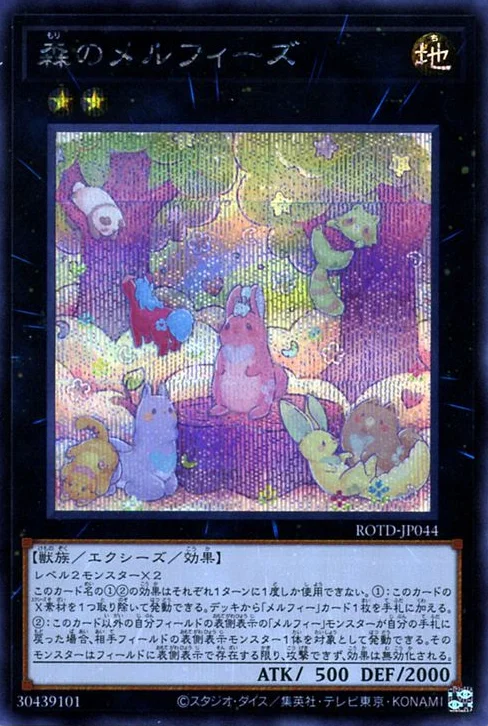 森のメルフィーズ
地
ROTD-JP044
【獣族/エクシーズ/効果】
レベル2モンスター×2
このカード名の①②の効果はそれぞれ1ターンに1度しか使用できない。①:このカードの
X素材を1つ取り除いて発動できる。デッキから「メルフィー」カード1枚を手札に加える。
②:このカード以外の自分フィールドの表側表示の「メルフィー」モンスターが自分の手札に
戻った場合、相手フィールドの表側表示モンスター1体を対象として発動できる。その
モンスターはフィールドに表側表示で存在する限り、攻撃できず、効果は無効化される。
ATK/ 500 DEF/2000
30439101
©スタジオ・ダイス/集英社・テレビ東京・KONAMI